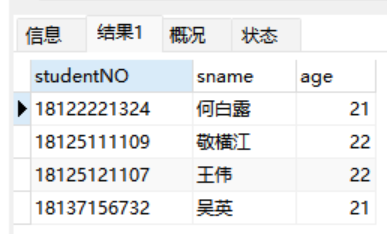 信息 结果1 概况 状态
studentNO sname age
18122221324 何白露 21
18125111109 敬横江 22
18125121107 王伟 22
18137156732 吴英 21